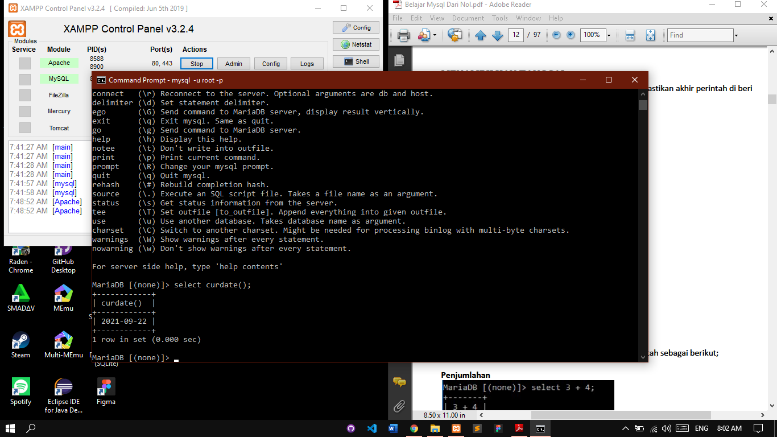 XAMPP Control Panel v3.2.4 [ Compiled: Jun 5th 2019 ]
XAMPP Control Panel v3.2.4
Config
Netstat
Shell
Modules
Service Module PID(s) Port(s) Actions
Apache 8588 8900 80, 443 Stop Admin Config Logs
MySQL
FileZilla
Mercury
Tomcat
7:41:27 AM [main]
7:41:27 AM [main]
7:41:28 AM [main]
7:41:28 AM [main]
7:41:57 AM [mysql]
7:41:58 AM [mysql]
7:48:52 AM [Apache]
7:48:52 AM [Apache]
Belajar Mysql Dari Nol.pdf - Adobe Reader
File Edit View Document Tools Window Help
12 / 97 100% Find
astikan akhir perintah di beri
Command Prompt - mysql -u root -p
connect (\r) Reconnect to the server. Optional arguments are db and host.
delimiter (\d) Set statement delimiter.
ego (\G) Send command to MariaDB server, display result vertically.
exit (\q) Exit mysql. Same as quit.
go (\g) Send command to MariaDB server.
help (\h) Display this help.
notee (\t) Don't write into outfile.
print (\p) Print current command.
prompt (\R) Change your mysql prompt.
quit (\q) Quit mysql.
rehash (\#) Rebuild completion hash.
source (\.) Execute an SQL script file. Takes a file name as an argument.
status (\s) Get status information from the server.
tee (\T) Set outfile [to_outfile]. Append everything into given outfile.
use (\u) Use another database. Takes database name as argument.
charset (\C) Switch to another charset. Might be needed for processing binlog with multi-byte charsets.
warnings (\W) Show warnings after every statement.
nowarning (\w) Don't show warnings after every statement.
For server side help, type 'help contents'
MariaDB [(none)]> select curdate();
+------------+
| curdate() |
+------------+
| 2021-09-22 |
+------------+
1 row in set (0.000 sec)
MariaDB [(none)]>
Raden - Chrome
GitHub Desktop
SMADΔV
MEmu
Steam
Multi-MEmu
(SQLite)
Spotify
Eclipse IDE for Java De...
Figma
ah sebagai berikut;
Penjumlahan
MariaDB [(none)]> select 3 + 4;
+-------+
| 3 + 4 |
8.50 x 11.00 in
ENG 8:02 AM